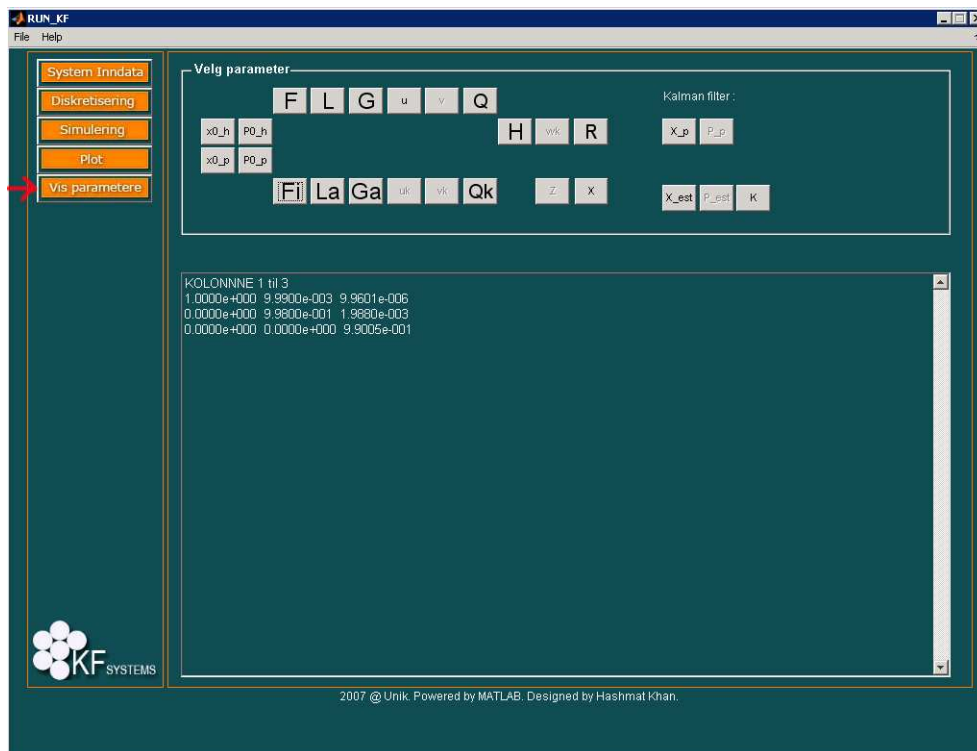 RUN_KF
File Help
System Inndata
Diskretisering
Simulering
Plot
Vis parametere
Velg parameter
F L G u v Q
Kalman filter :
x0_h P0_h
H wk R
X_p P_p
x0_p P0_p
Fi La Ga uk vk Qk Z X
X_est P_est K
KOLONNNE 1 til 3
1.0000e+000 9.9900e-003 9.9601e-006
0.0000e+000 9.9800e-001 1.9880e-003
0.0000e+000 0.0000e+000 9.9005e-001
KF SYSTEMS
2007 @ Unik. Powered by MATLAB. Designed by Hashmat Khan.